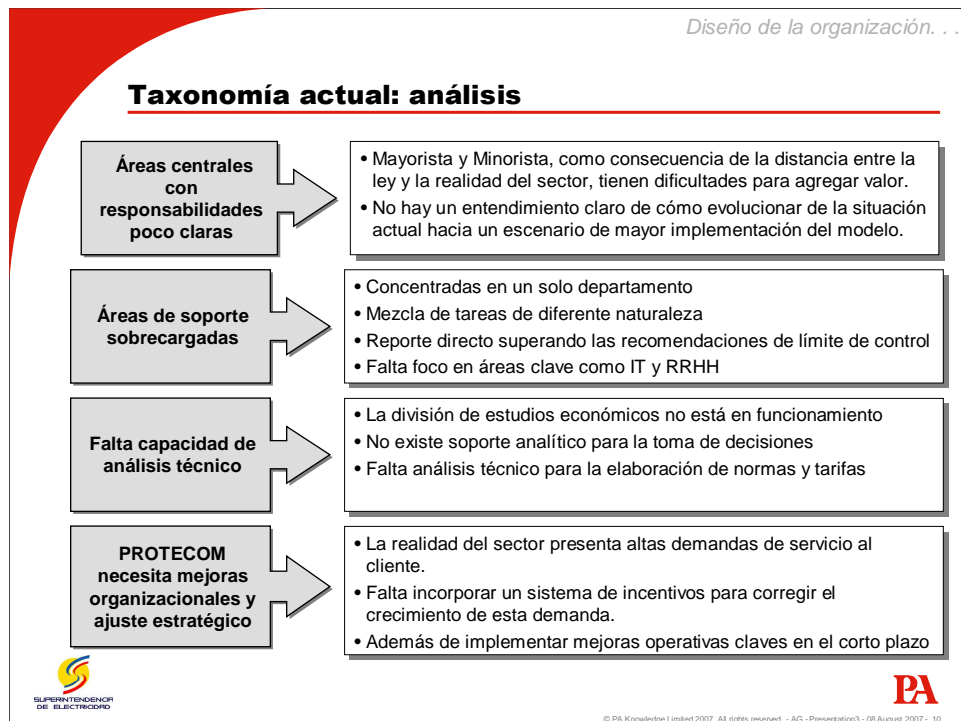 Diseño de la organización. . .
Taxonomía actual: análisis
Áreas centrales
con
responsabilidades
poco claras
• Mayorista y Minorista, como consecuencia de la distancia entre la
ley y la realidad del sector, tienen dificultades para agregar valor.
• No hay un entendimiento claro de cómo evolucionar de la situación
actual hacia un escenario de mayor implementación del modelo.
Áreas de soporte
sobrecargadas
• Concentradas en un solo departamento
• Mezcla de tareas de diferente naturaleza
• Reporte directo superando las recomendaciones de límite de control
• Falta foco en áreas clave como IT y RRHH
Falta capacidad de
análisis técnico
• La división de estudios económicos no está en funcionamiento
• No existe soporte analítico para la toma de decisiones
• Falta análisis técnico para la elaboración de normas y tarifas
PROTECOM
necesita mejoras
organizacionales y
ajuste estratégico
• La realidad del sector presenta altas demandas de servicio al
cliente.
• Falta incorporar un sistema de incentivos para corregir el
crecimiento de esta demanda.
• Además de implementar mejoras operativas claves en el corto plazo
SUPERINTENDENCIA
DE ELECTRICIDAD
PA
© PA Knowledge Limited 2007. All rights reserved. - AG -Presentation3 - 08 August 2007 - 10